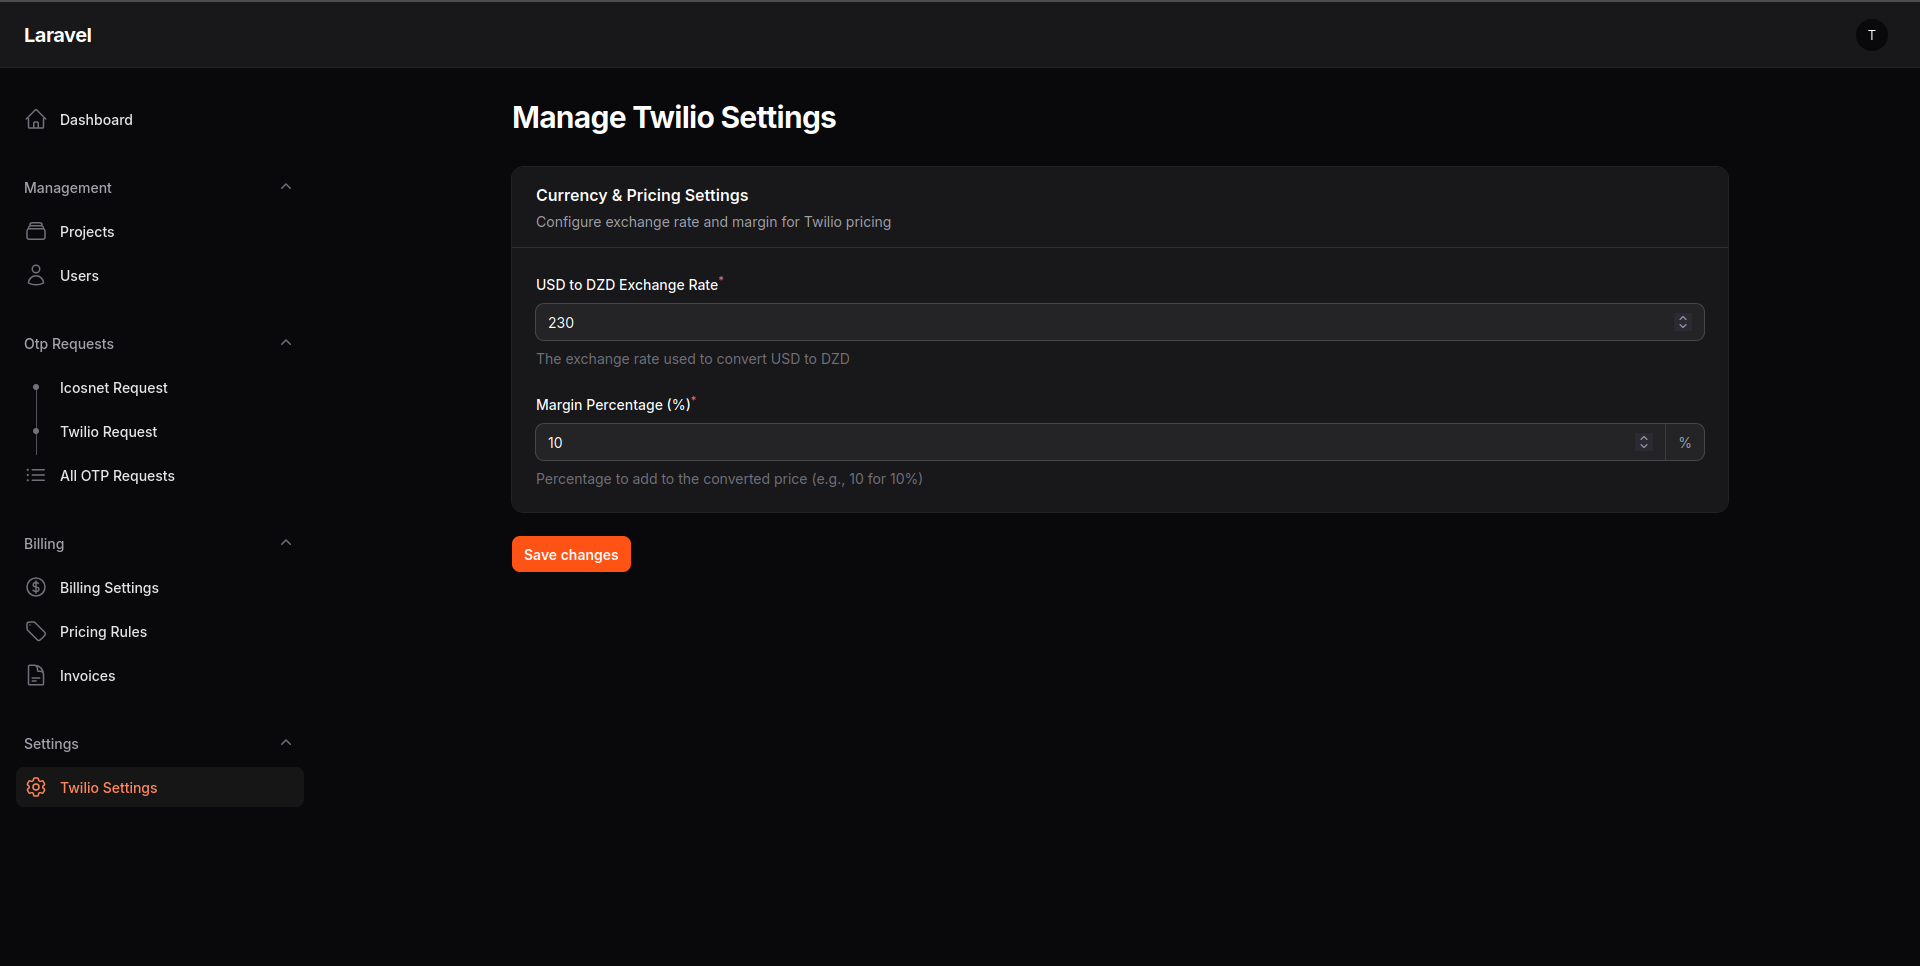 Laravel
T
Dashboard
Management
Projects
Users
Otp Requests
Icosnet Request
Twilio Request
All OTP Requests
Billing
Billing Settings
Pricing Rules
Invoices
Settings
Twilio Settings
Manage Twilio Settings
Currency & Pricing Settings
Configure exchange rate and margin for Twilio pricing
USD to DZD Exchange Rate*
230
The exchange rate used to convert USD to DZD
Margin Percentage (%)*
10 %
Percentage to add to the converted price (e.g., 10 for 10%)
Save changes